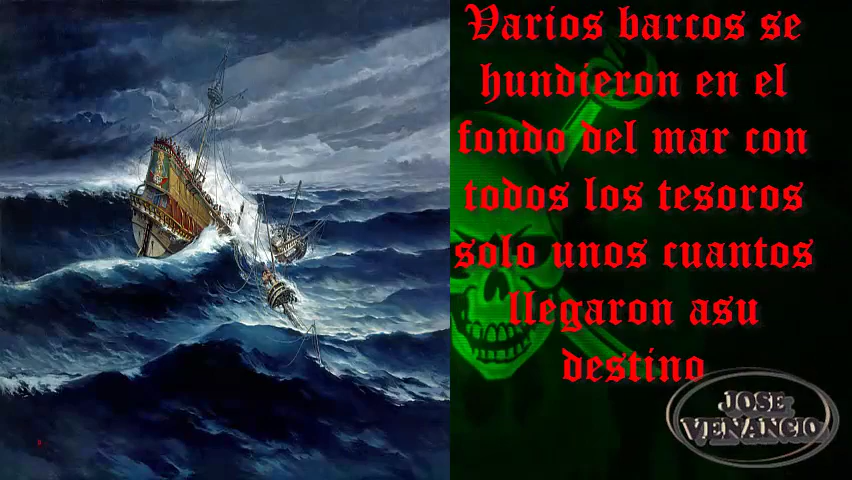 Varios barcos se
hundieron en el
fondo del mar con
todos los tesoros
solo unos cuantos
llegaron asu
destino
JOSE
VENANCIO